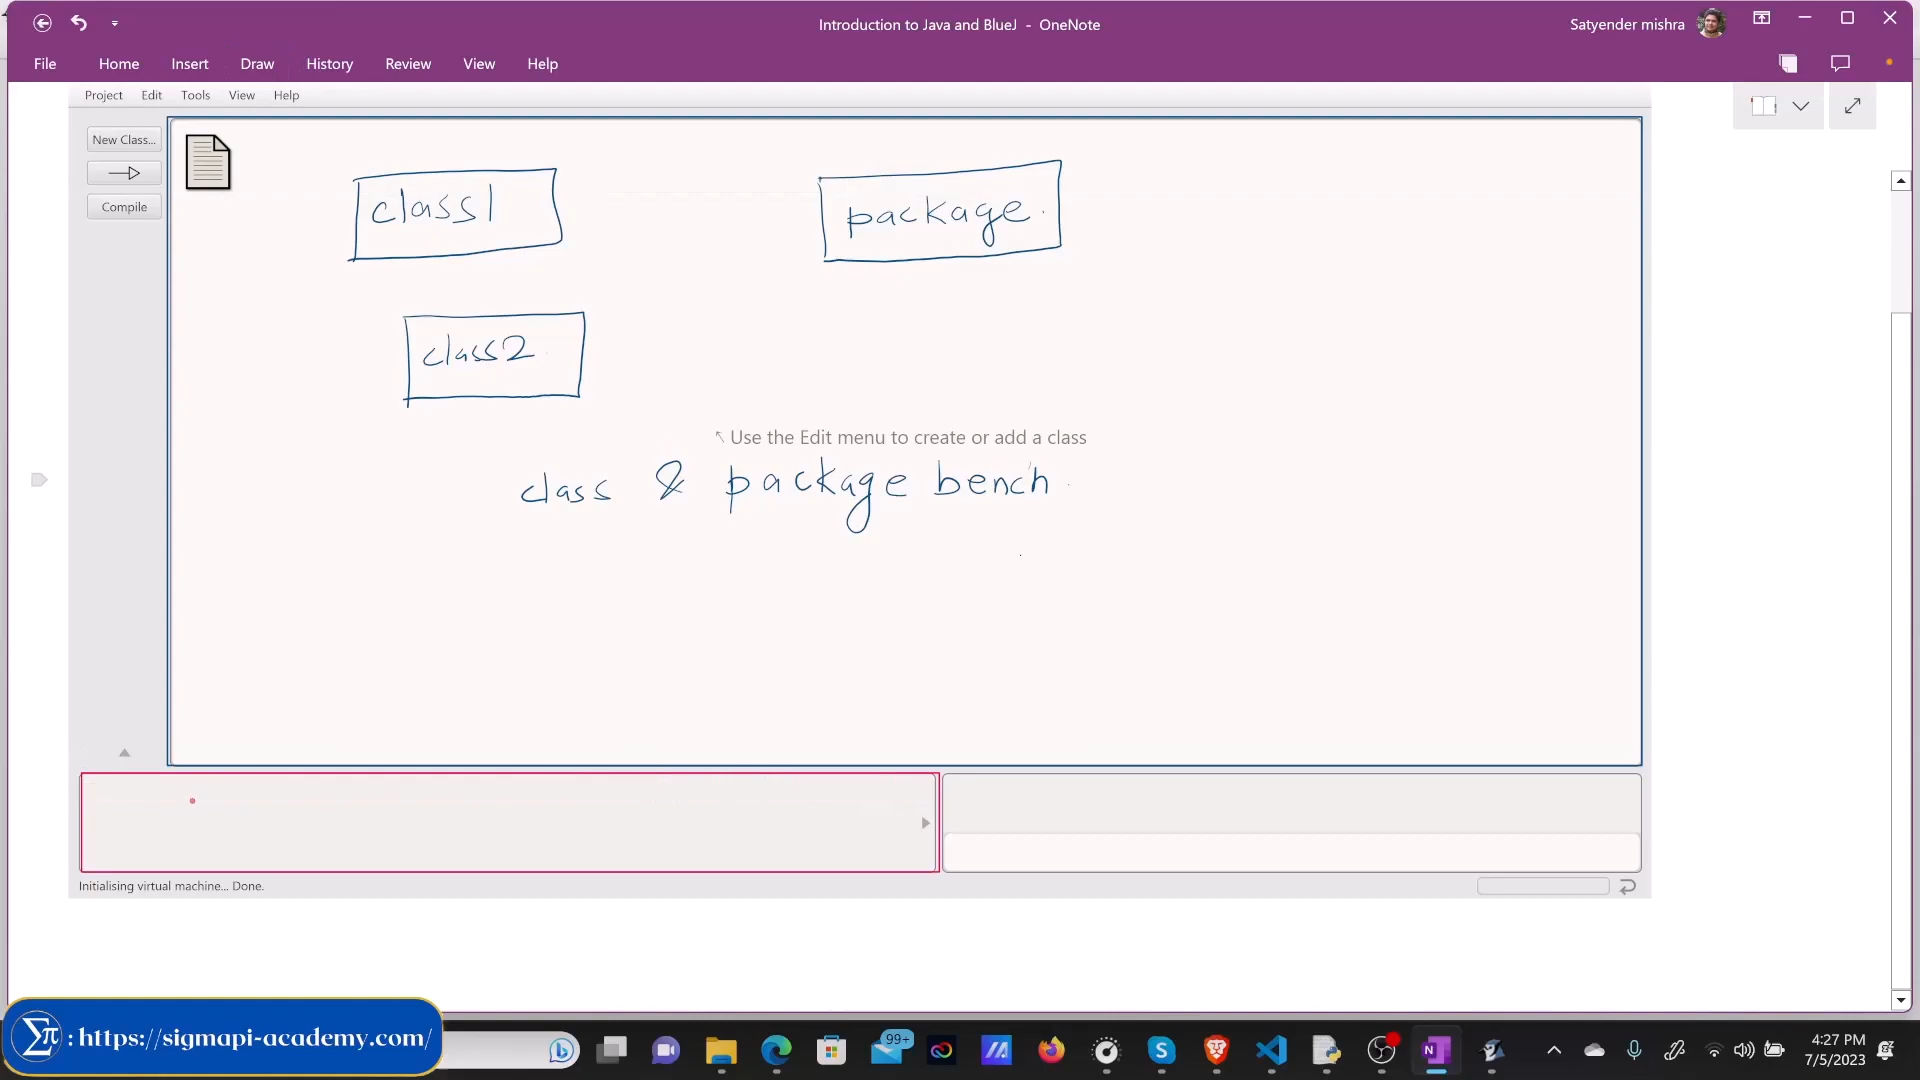 Introduction to Java and BlueJ - OneNote
Satyender mishra
File Home Insert Draw History Review View Help
Project Edit Tools View Help
New Class...
Compile
class1
package.
class2
Use the Edit menu to create or add a class
class & package bench
Initialising virtual machine... Done.
Σπ : https://sigmapi-academy.com/
99+
4:27 PM
7/5/2023